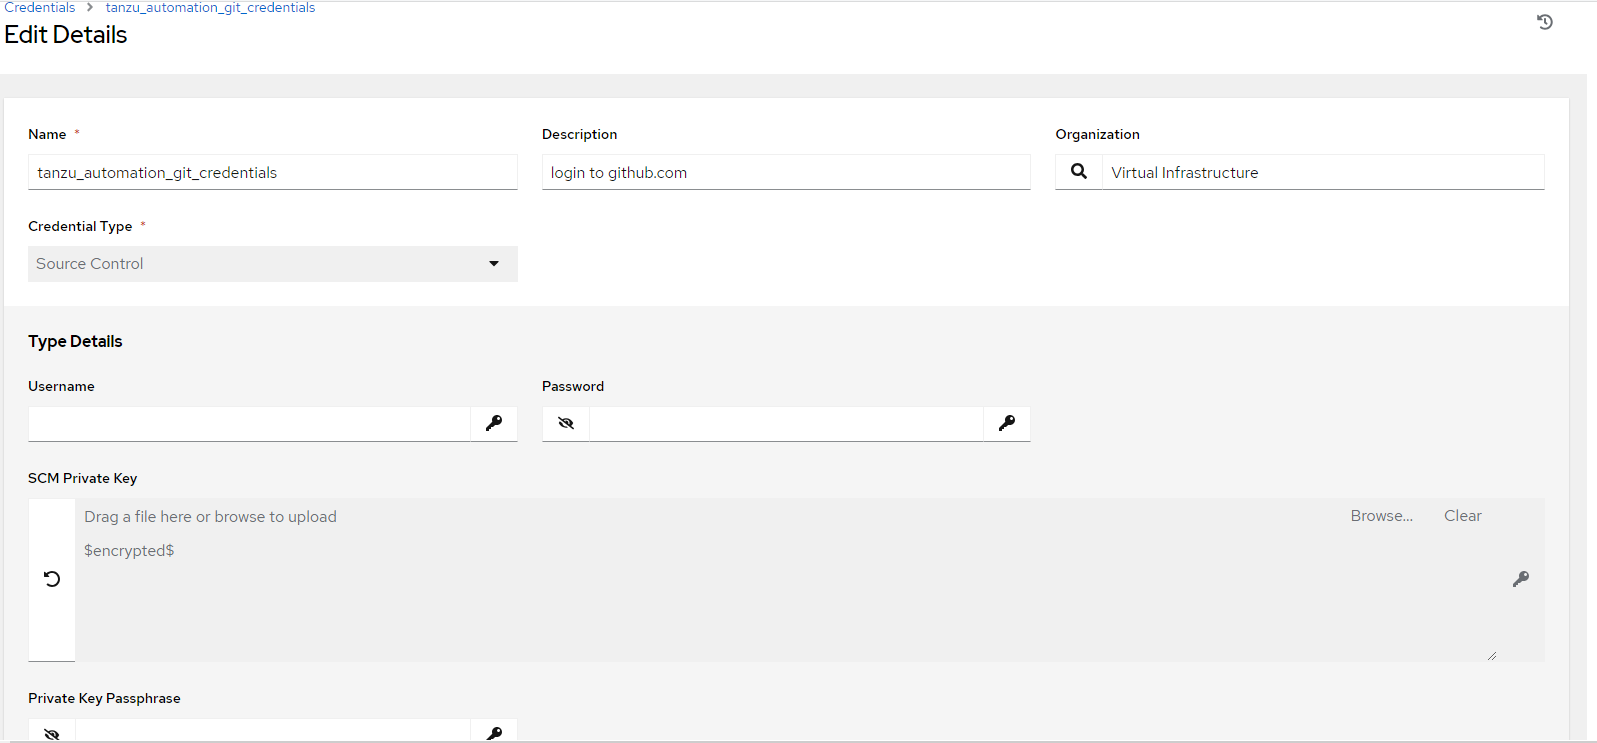 Credentials > tanzu_automation_git_credentials
Edit Details
Name * Description Organization
tanzu_automation_git_credentials login to github.com Virtual Infrastructure
Credential Type *
Source Control
Type Details
Username Password
SCM Private Key
Drag a file here or browse to upload Browse... Clear
$encrypted$
Private Key Passphrase